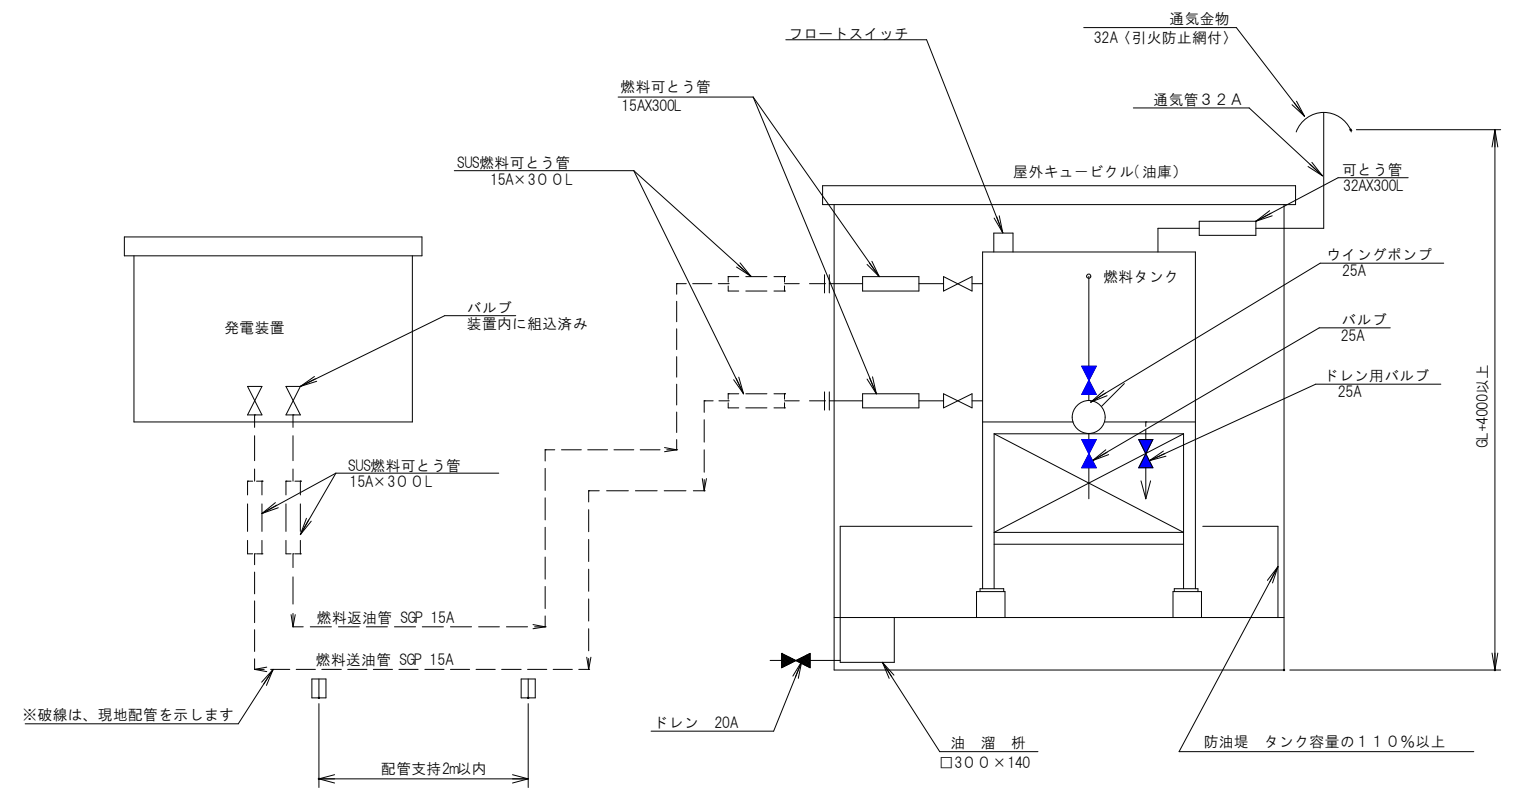 通気金物
32A〈引火防止網付〉
フロートスイッチ
燃料可とう管
15AX300L
通気管３２A
SUS燃料可とう管
15A×３００L
屋外キュービクル(油庫)
可とう管
32AX300L
ウイングポンプ
25A
燃料タンク
バルブ
装置内に組込済み
発電装置
バルブ
25A
ドレン用バルブ
25A
GL+4000以上
SUS燃料可とう管
15A×３００L
燃料返油管 SGP 15A
燃料送油管 SGP 15A
※破線は、現地配管を示します
ドレン 20A
油 溜 枡
□３００×140
防油堤 タンク容量の１１０％以上
配管支持2m以内